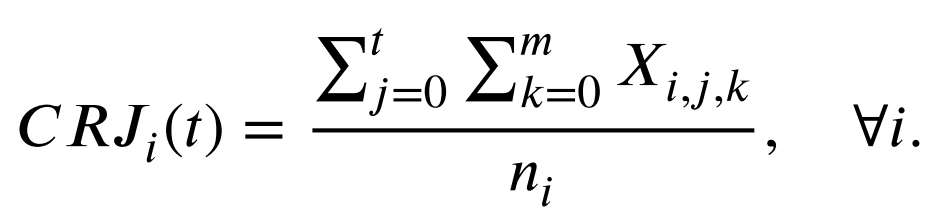 CRJ_i(t) = \frac{\sum_{j=0}^{t} \sum_{k=0}^{m} X_{i,j,k}}{n_i}, \quad \forall i.